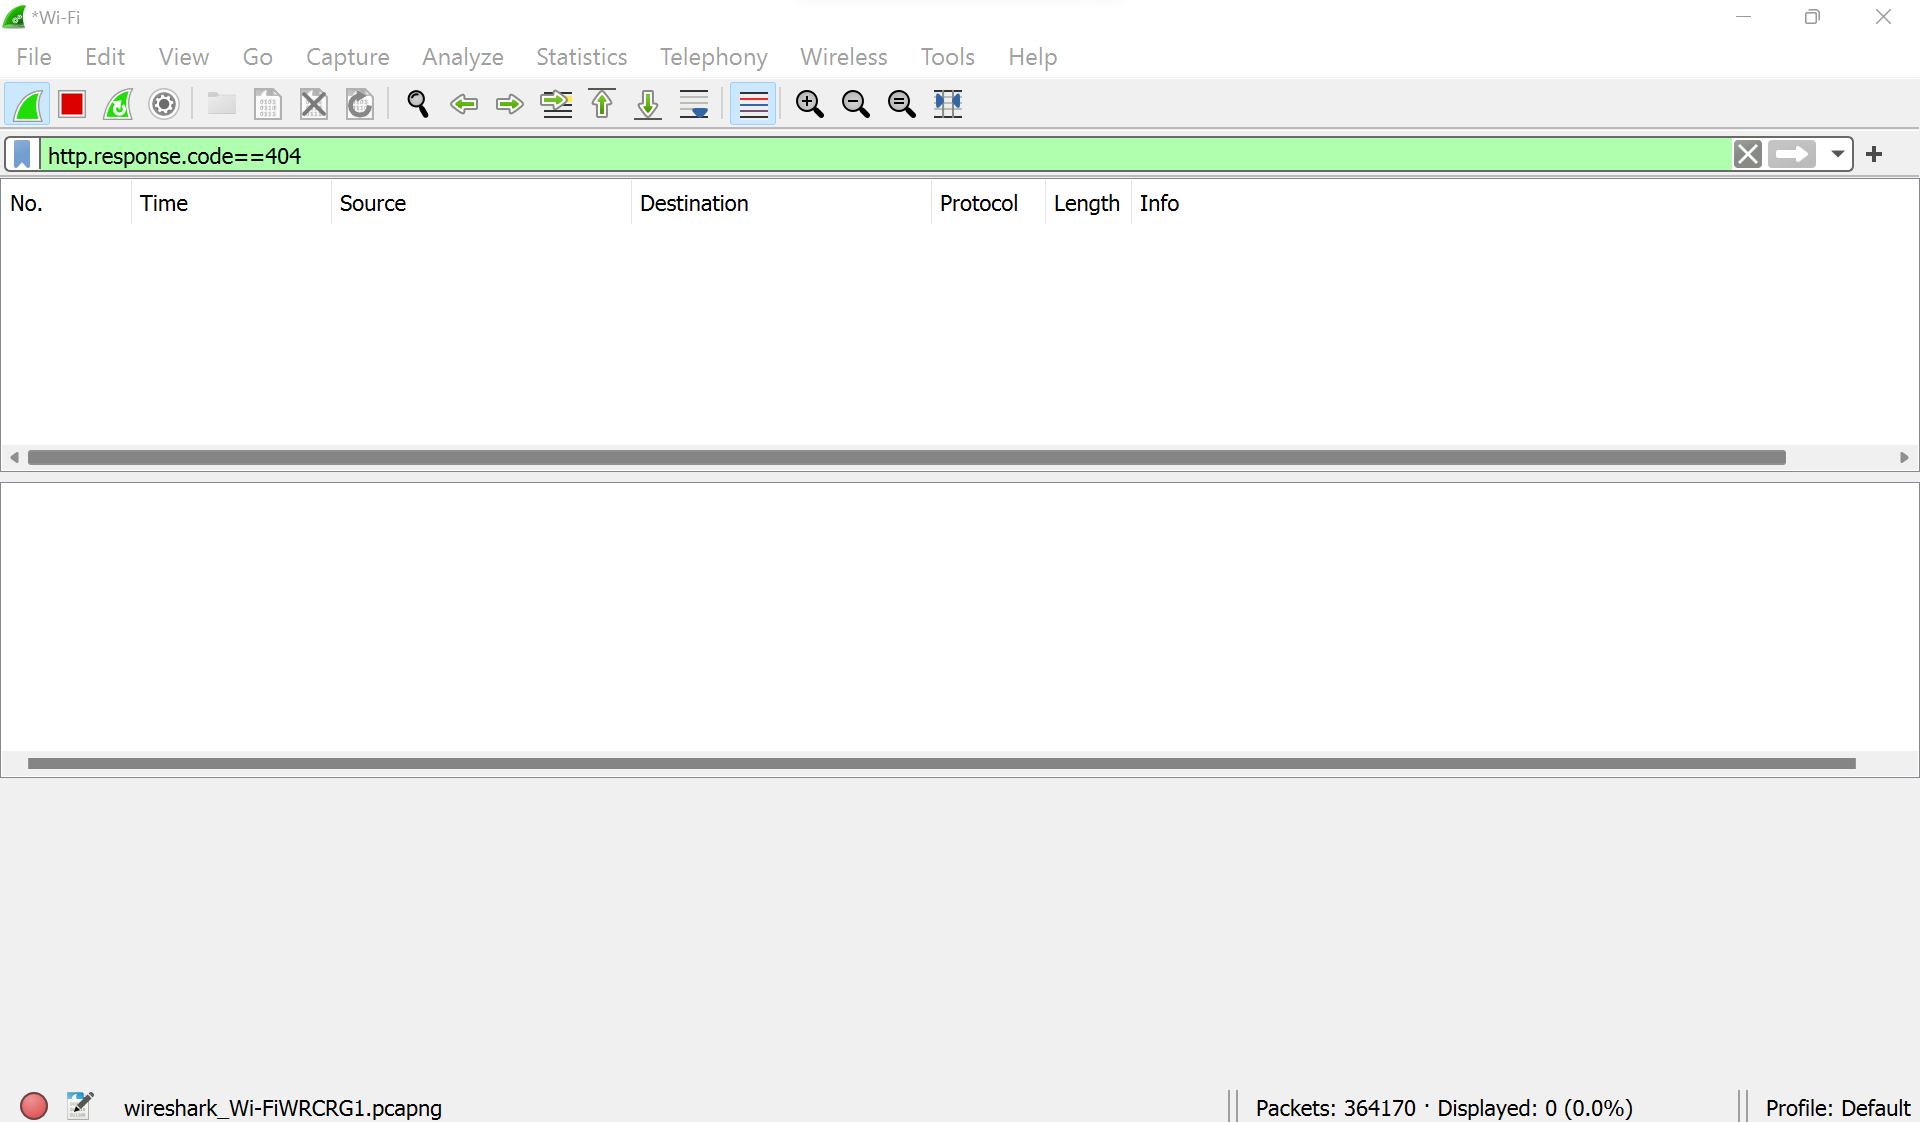 *Wi-Fi
File Edit View Go Capture Analyze Statistics Telephony Wireless Tools Help
http.response.code==404
No. Time Source Destination Protocol Length Info
wireshark_Wi-FiWRCRG1.pcapng Packets: 364170 · Displayed: 0 (0.0%) Profile: Default